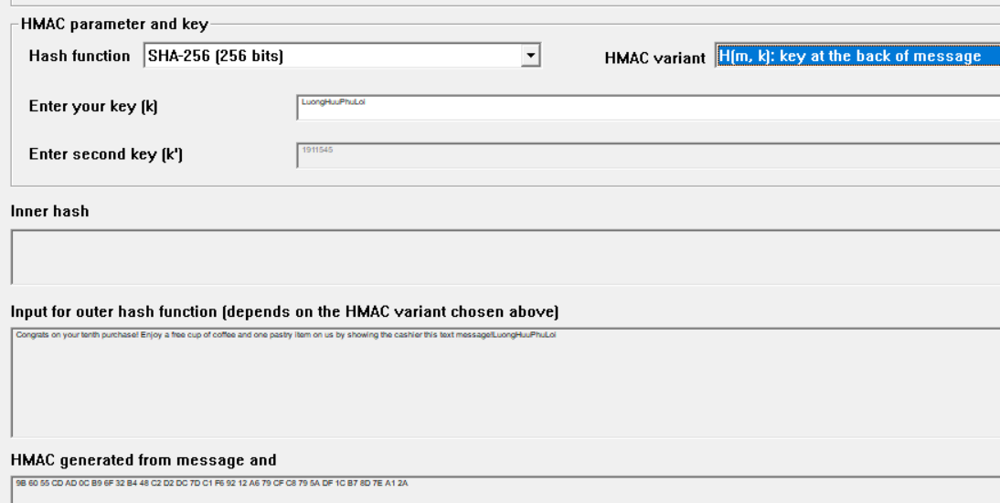 HMAC parameter and key
Hash function SHA-256 (256 bits) HMAC variant H(m, k): key at the back of message
Enter your key (k) LuongHuuPhuLoi
Enter second key (k') 1911545
Inner hash
Input for outer hash function (depends on the HMAC variant chosen above)
Congrats on your tenth purchase! Enjoy a free cup of coffee and one pastry item on us by showing the cashier this text message!LuongHuuPhuLoi
HMAC generated from message and
9B 60 55 CD AD 0C B9 6F 32 B4 48 C2 D2 DC 7D C1 F6 92 12 A6 79 CF C8 79 5A DF 1C B7 8D 7E A1 2A